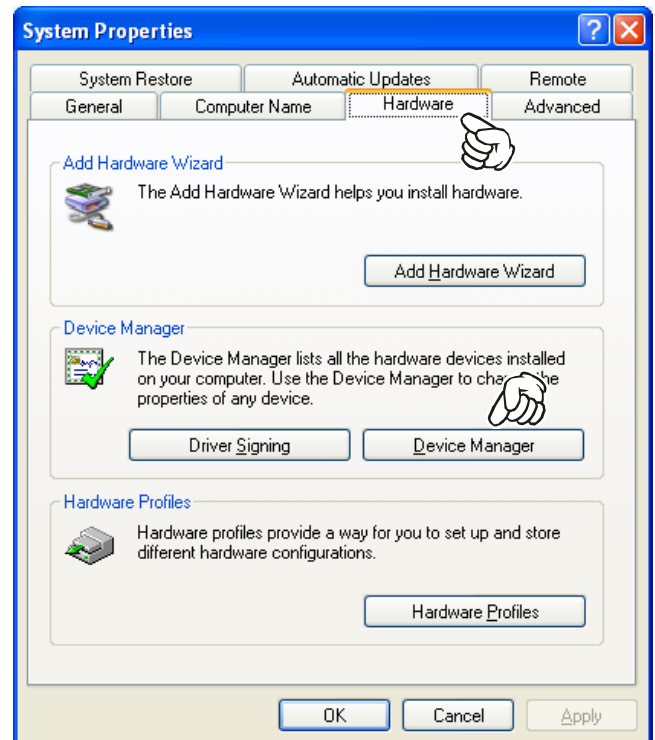 System Properties
System Restore
Automatic Updates
Remote
General
Computer Name
Hardware
Advanced
Add Hardware Wizard
The Add Hardware Wizard helps you install hardware.
Add Hardware Wizard
Device Manager
The Device Manager lists all the hardware devices installed
on your computer. Use the Device Manager to the
properties of any device.
Driver Signing
Device Manager
Hardware Profiles
Hardware profiles provide a way for you to set up and store
different hardware configurations.
Hardware Profiles
OK
Cancel
Apply